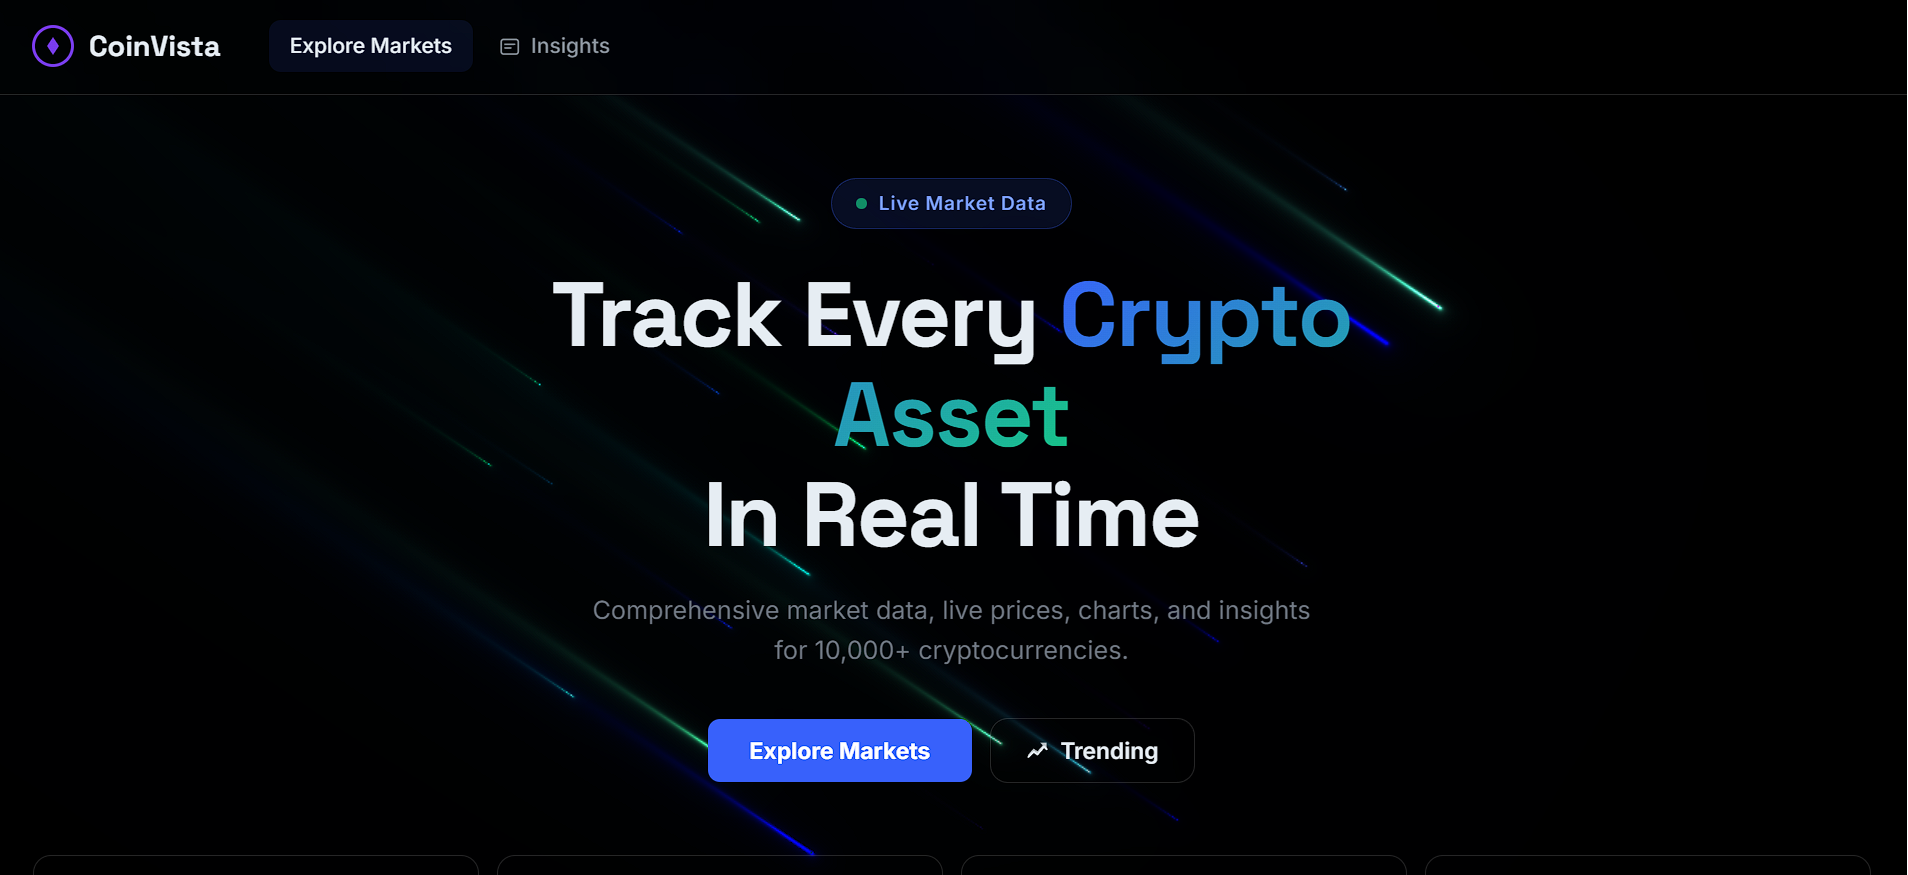 CoinVista
Explore Markets
Insights
Live Market Data
Track Every Crypto
Asset
In Real Time
Comprehensive market data, live prices, charts, and insights
for 10,000+ cryptocurrencies.
Explore Markets
Trending